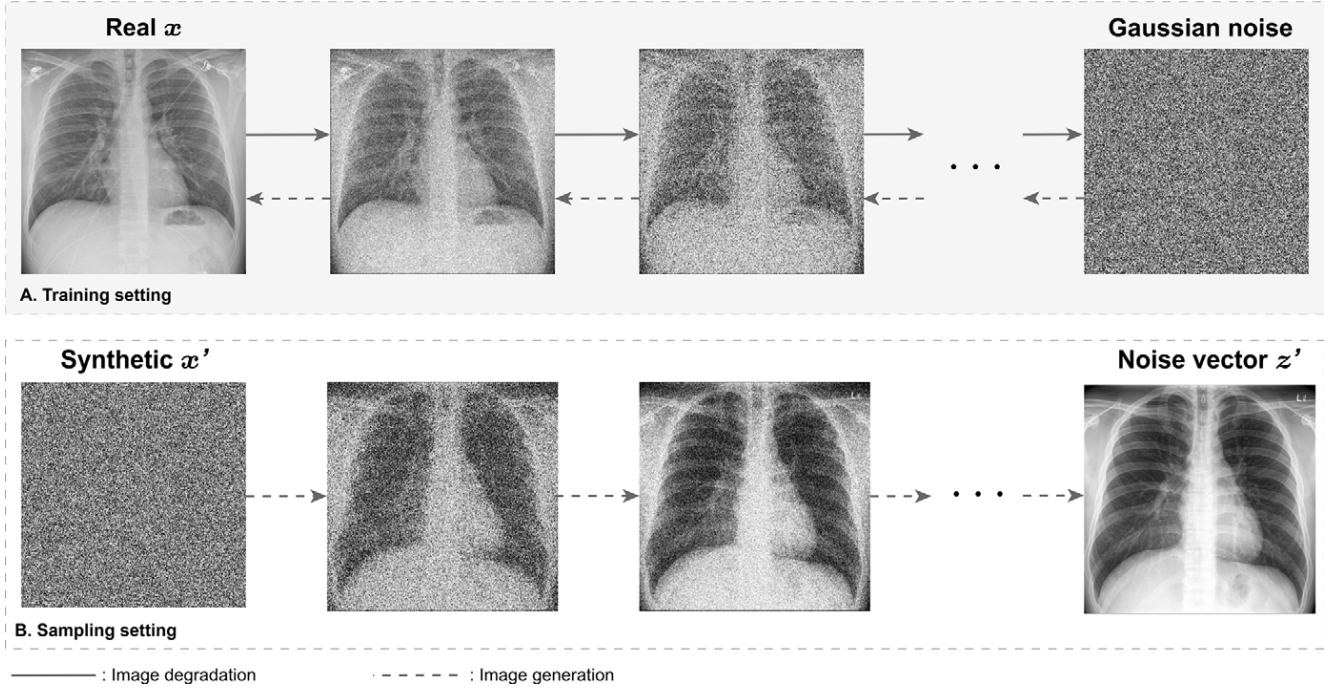 Real x
Gaussian noise
A. Training setting
Synthetic x'
Noise vector z'
B. Sampling setting
: Image degradation
: Image generation